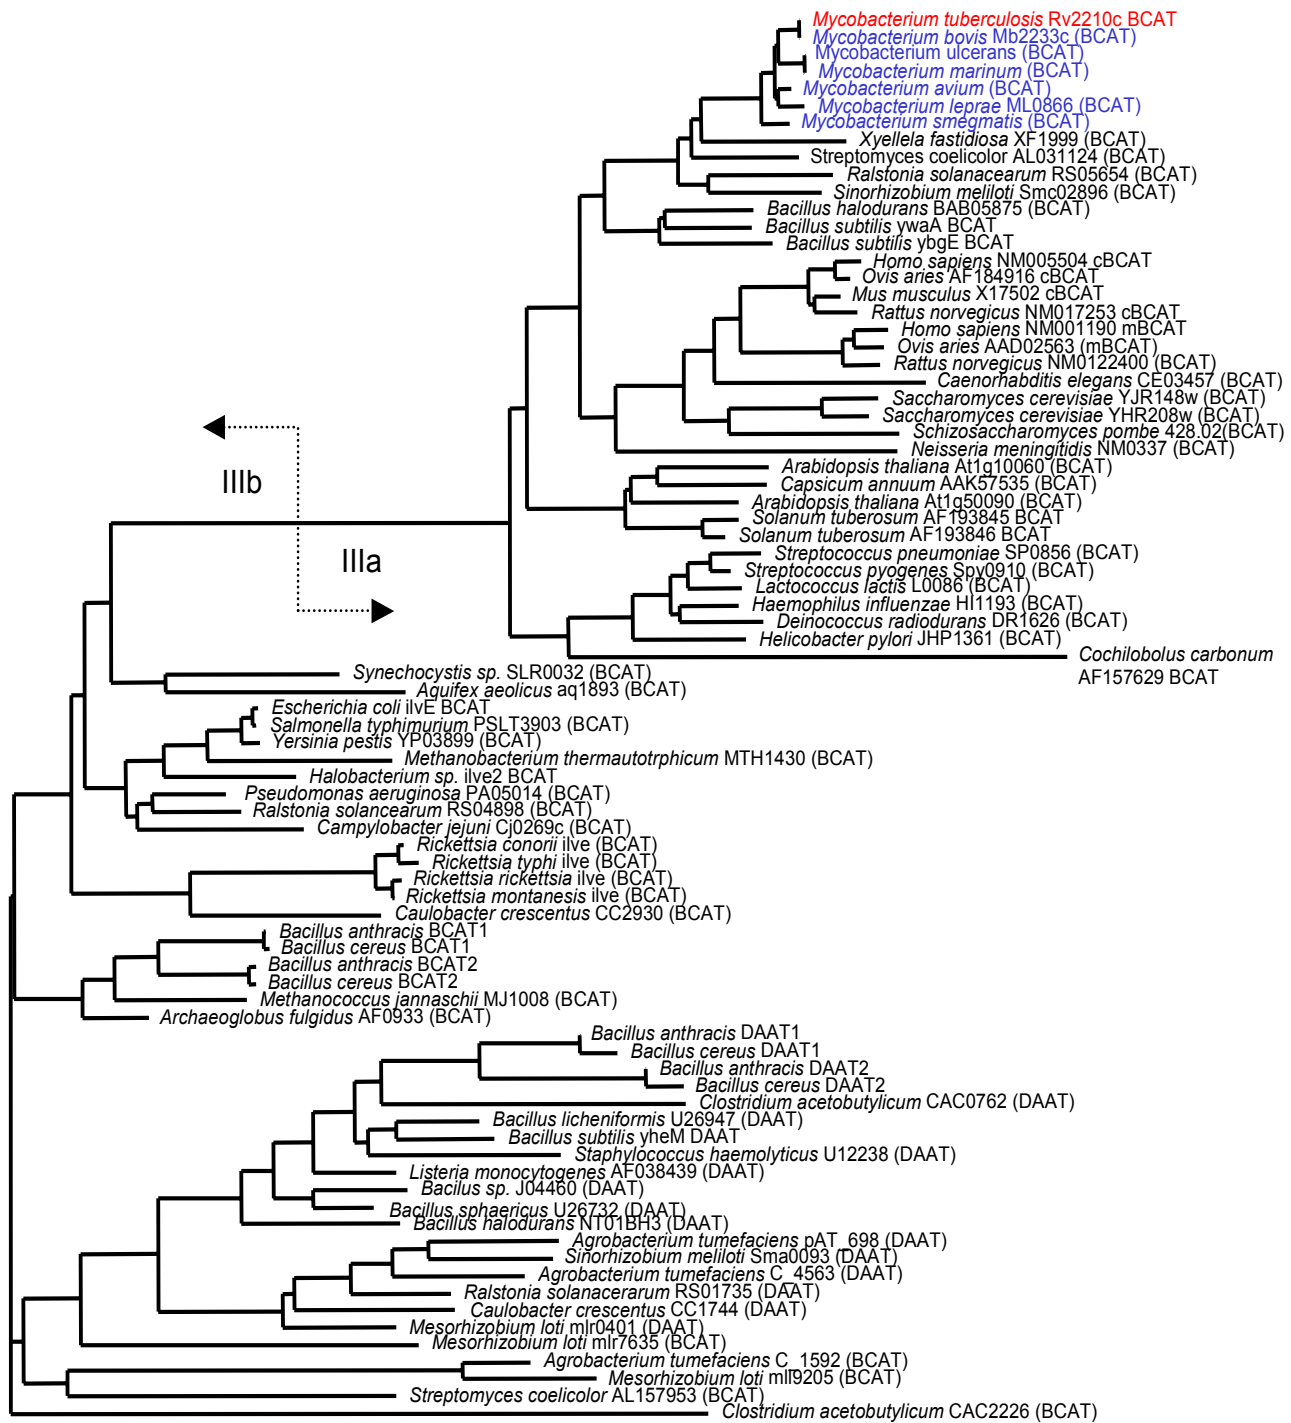 Mycobacterium tuberculosis Rv2210c BCAT
Mycobacterium bovis Mb2233c (BCAT)
Mycobacterium ulcerans (BCAT)
Mycobacterium marinum (BCAT)
Mycobacterium avium (BCAT)
Mycobacterium leprae ML0866 (BCAT)
Mycobacterium smegmatis (BCAT)
Xyellela fastidiosa XF1999 (BCAT)
Streptomyces coelicolor AL031124 (BCAT)
Ralstonia solanacearum RS05654 (BCAT)
Sinorhizobium meliloti Smc02896 (BCAT)
Bacillus halodurans BAB05875 (BCAT)
Bacillus subtilis ywaA BCAT
Bacillus subtilis ybgE BCAT
Homo sapiens NM005504 cBCAT
Ovis aries AF184916 cBCAT
Mus musculus X17502 cBCAT
Rattus norvegicus NM017253 cBCAT
Homo sapiens NM001190 mBCAT
Ovis aries AAD02563 (mBCAT)
Rattus norvegicus NM0122400 (BCAT)
Caenorhabditis elegans CE03457 (BCAT)
Saccharomyces cerevisiae YJR148w (BCAT)
Saccharomyces cerevisiae YHR208w (BCAT)
Schizosaccharomyces pombe 428.02(BCAT)
Neisseria meningitidis NM0337 (BCAT)
Arabidopsis thaliana At1g10060 (BCAT)
Capsicum annuum AAK57535 (BCAT)
Arabidopsis thaliana At1g50090 (BCAT)
Solanum tuberosum AF193845 BCAT
Solanum tuberosum AF193846 BCAT
IIIb
IIIa
Streptococcus pneumoniae SP0856 (BCAT)
Streptococcus pyogenes Spy0910 (BCAT)
Lactococcus lactis L0086 (BCAT)
Haemophilus influenzae HI1193 (BCAT)
Deinococcus radiodurans DR1626 (BCAT)
Helicobacter pylori JHP1361 (BCAT)
Cochilobolus carbonum
AF157629 BCAT
Synechocystis sp. SLR0032 (BCAT)
Aquifex aeolicus aq1893 (BCAT)
Escherichia coli ilvE BCAT
Salmonella typhimurium PSLT3903 (BCAT)
Yersinia pestis YP03899 (BCAT)
Methanobacterium thermautotrphicum MTH1430 (BCAT)
Halobacterium sp. ilve2 BCAT
Pseudomonas aeruginosa PA05014 (BCAT)
Ralstonia solancearum RS04898 (BCAT)
Campylobacter jejuni Cj0269c (BCAT)
Rickettsia conorii ilve (BCAT)
Rickettsia typhi ilve (BCAT)
Rickettsia rickettsia ilve (BCAT)
Rickettsia montanesis ilve (BCAT)
Caulobacter crescentus CC2930 (BCAT)
Bacillus anthracis BCAT1
Bacillus cereus BCAT1
Bacillus anthracis BCAT2
Bacillus cereus BCAT2
Methanococcus jannaschii MJ1008 (BCAT)
Archaeoglobus fulgidus AF0933 (BCAT)
Bacillus anthracis DAAT1
Bacillus cereus DAAT1
Bacillus anthracis DAAT2
Bacillus cereus DAAT2
Clostridium acetobutylicum CAC0762 (DAAT)
Bacillus licheniformis U26947 (DAAT)
Bacillus subtilis yheM DAAT
Staphylococcus haemolyticus U12238 (DAAT)
Listeria monocytogenes AF038439 (DAAT)
Bacilus sp. J04460 (DAAT)
Bacillus sphaericus U26732 (DAAT)
Bacillus halodurans NT01BH3 (DAAT)
Agrobacterium tumefaciens pAT_698 (DAAT)
Sinorhizobium meliloti Sma0093 (DAAT)
Agrobacterium tumefaciens C_4563 (DAAT)
Ralstonia solanacerarum RS01735 (DAAT)
Caulobacter crescentus CC1744 (DAAT)
Mesorhizobium loti mlr0401 (DAAT)
Mesorhizobium loti mlr7635 (BCAT)
Agrobacterium tumefaciens C_1592 (BCAT)
Mesorhizobium loti mll9205 (BCAT)
Streptomyces coelicolor AL157953 (BCAT)
Clostridium acetobutylicum CAC2226 (BCAT)